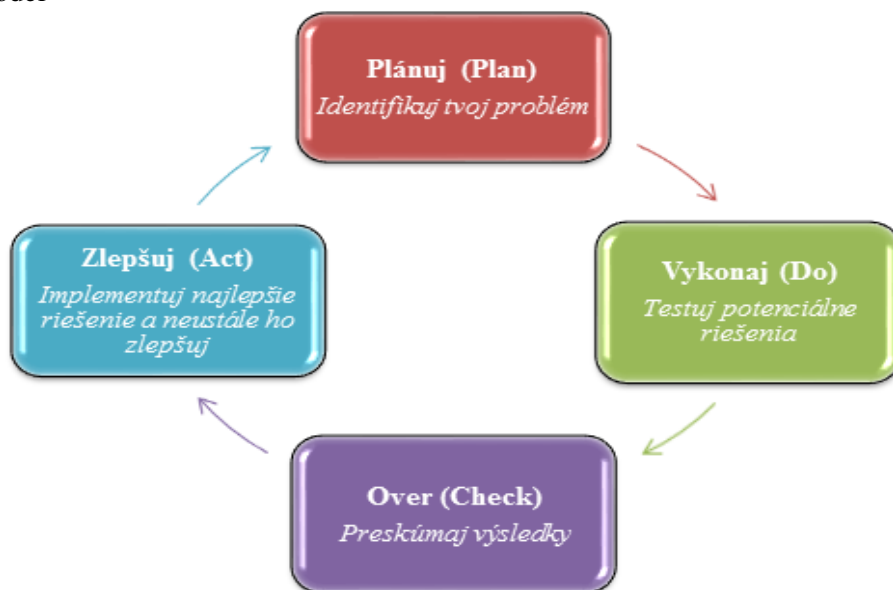 Plánuj (Plan)
Identifikuj tvoj problém
Vykonaj (Do)
Testuj potenciálne
riešenia
Over (Check)
Preskúmaj výsledky
Zlepšuj (Act)
Implementuj najlepšie
riešenie a neustále ho
zlepšuj